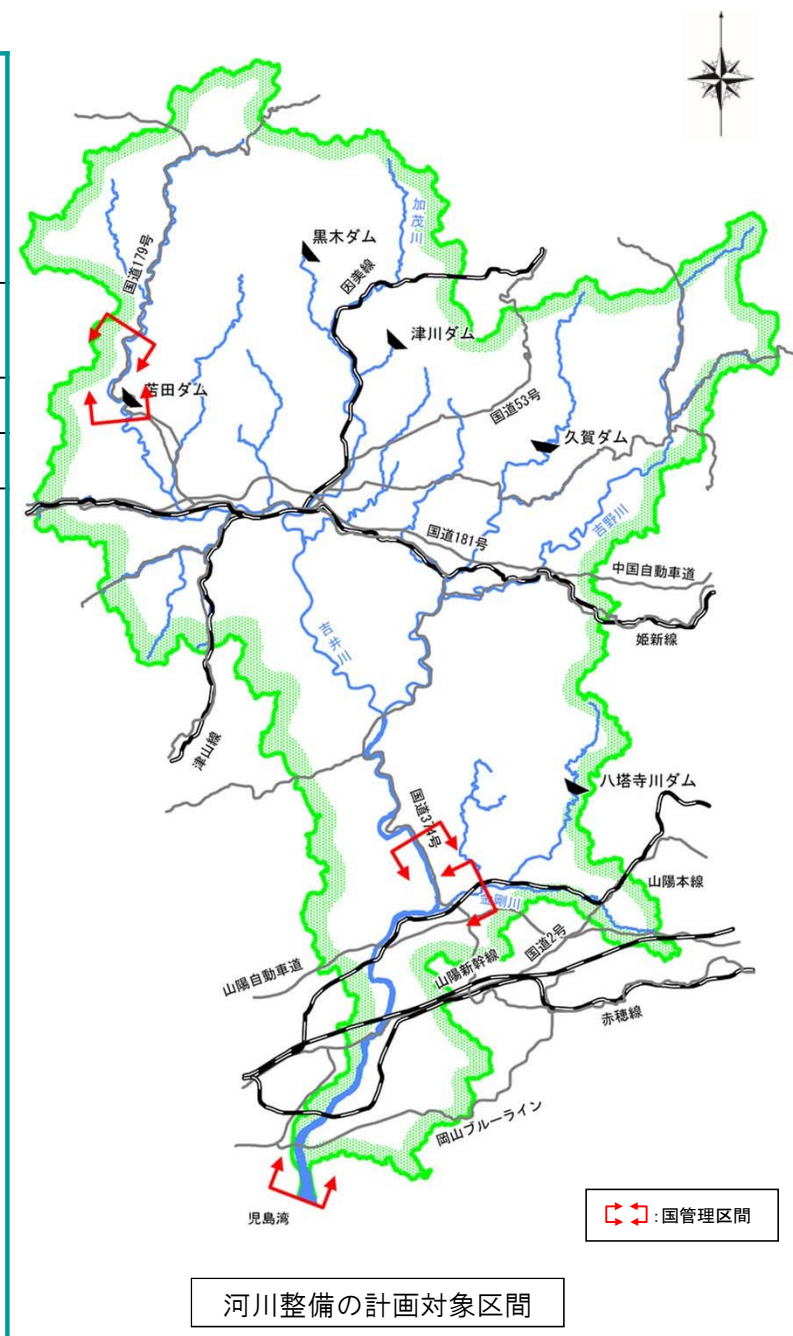 加茂川
黒木ダム
国道179号
因美線
津川ダム
苫田ダム
国道53号
久賀ダム
吉野川
国道181号
中国自動車道
姫新線
吉井川
津山線
八塔寺川ダム
国道374号
山陽本線
金剛川
国道2号
山陽自動車道
山陽新幹線
赤穂線
岡山ブルーライン
児島湾
:国管理区間
河川整備の計画対象区間